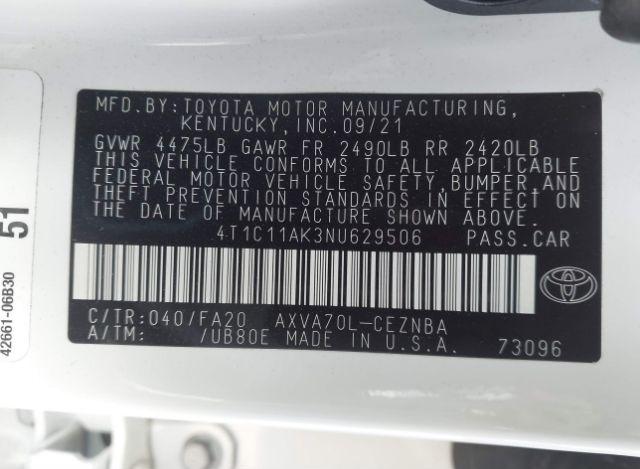 MFD.BY: TOYOTA MOTOR MANUFACTURING,
KENTUCKY, INC. 09/21
GVWR 4475LB GAWR FR 2490LB RR 2420LB
THIS VEHICLE CONFORMS TO ALL APPLICABLE
FEDERAL MOTOR VEHICLE SAFETY, BUMPER, AND
THEFT PREVENTION STANDARDS IN EFFECT ON
THE DATE OF MANUFACTURE SHOWN ABOVE.
4T1C11AK3NU629506 PASS.CAR
C/TR: 040/FA20 AXVA70L-CEZNBA
A/TM: /UB80E MADE IN U.S.A. 73096
TOYOTA
42661-06B30
51